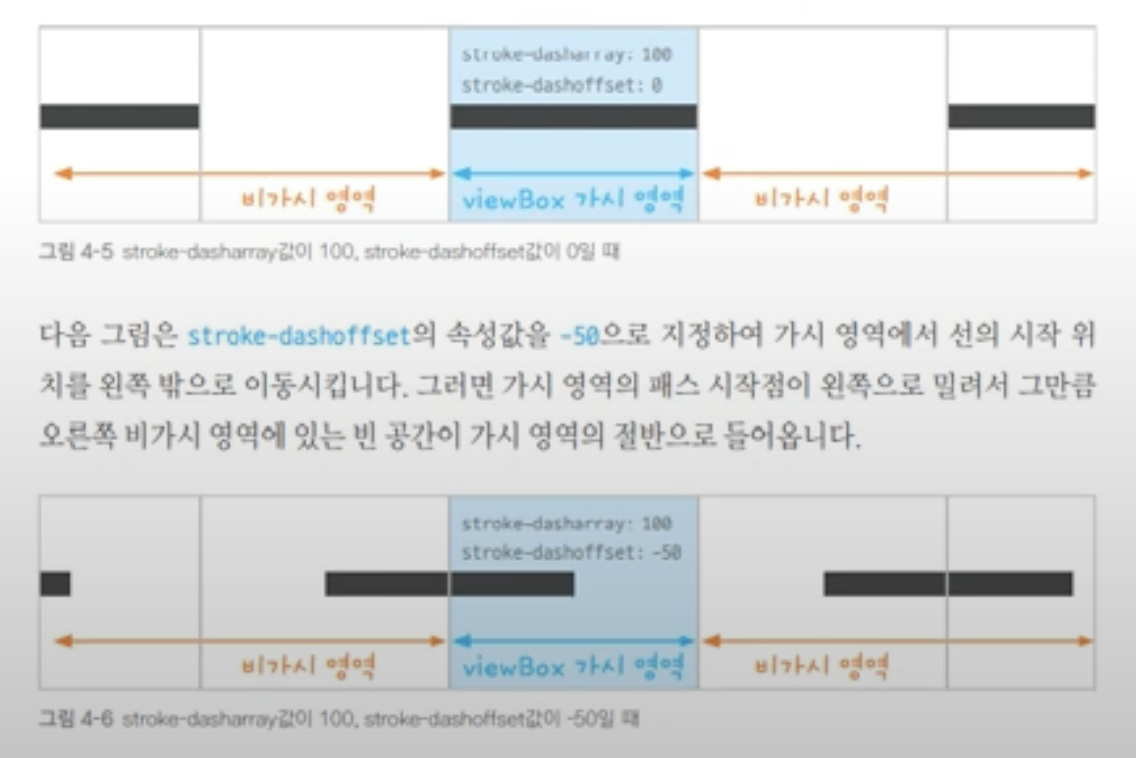 stroke-dasharray: 100
stroke-dashoffset: 0
비가시 영역
viewBox 가시 영역
비가시 영역
그림 4-5 stroke-dasharray값이 100, stroke-dashoffset값이 0일 때
다음 그림은 stroke-dashoffset의 속성값을 -50으로 지정하여 가시 영역에서 선의 시작 위
치를 왼쪽 밖으로 이동시킵니다. 그러면 가시 영역의 패스 시작점이 왼쪽으로 밀려서 그만큼
오른쪽 비가시 영역에 있는 빈 공간이 가시 영역의 절반으로 들어옵니다.
stroke-dasharray: 100
stroke-dashoffset: -50
비가시 영역
viewBox 가시 영역
비가시 영역
그림 4-6 stroke-dasharray값이 100, stroke-dashoffset값이 -50일 때